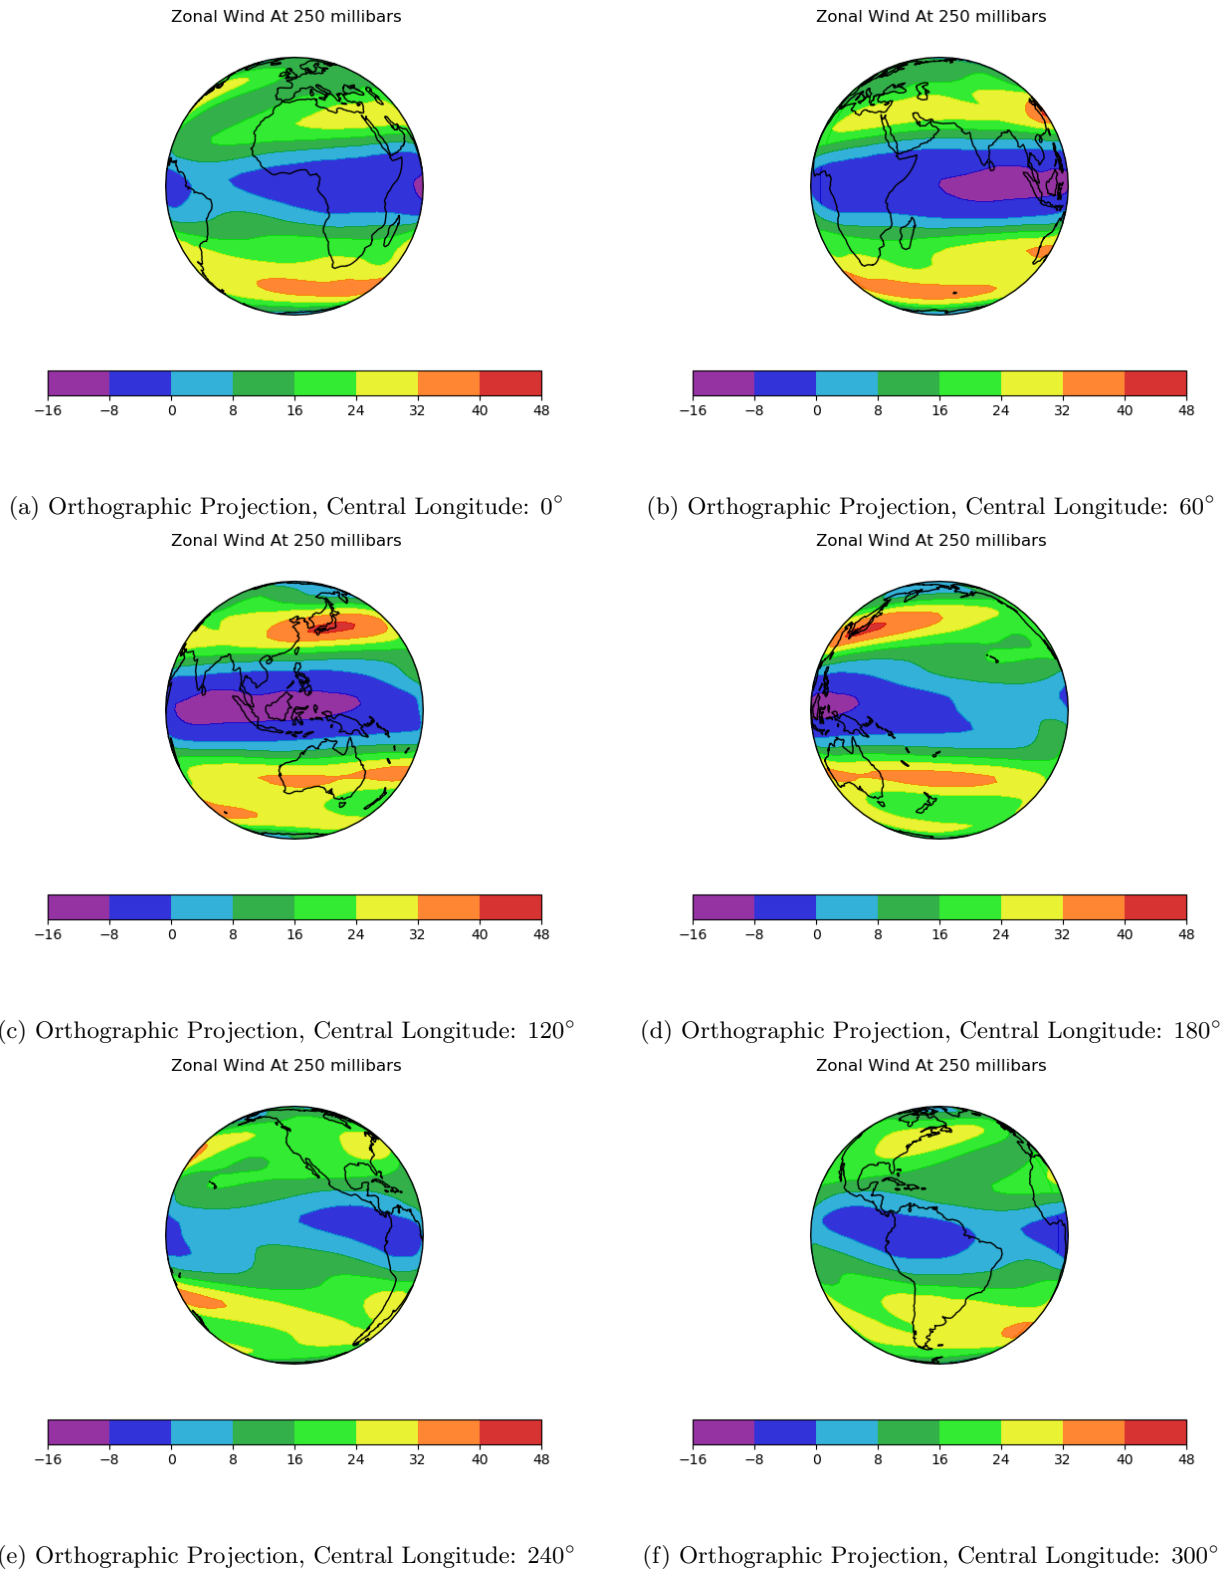 Zonal Wind At 250 millibars
−16 −8 0 8 16 24 32 40 48
(a) Orthographic Projection, Central Longitude: 0°
Zonal Wind At 250 millibars
−16 −8 0 8 16 24 32 40 48
(b) Orthographic Projection, Central Longitude: 60°
Zonal Wind At 250 millibars
−16 −8 0 8 16 24 32 40 48
(c) Orthographic Projection, Central Longitude: 120°
Zonal Wind At 250 millibars
−16 −8 0 8 16 24 32 40 48
(d) Orthographic Projection, Central Longitude: 180°
Zonal Wind At 250 millibars
−16 −8 0 8 16 24 32 40 48
(e) Orthographic Projection, Central Longitude: 240°
Zonal Wind At 250 millibars
−16 −8 0 8 16 24 32 40 48
(f) Orthographic Projection, Central Longitude: 300°